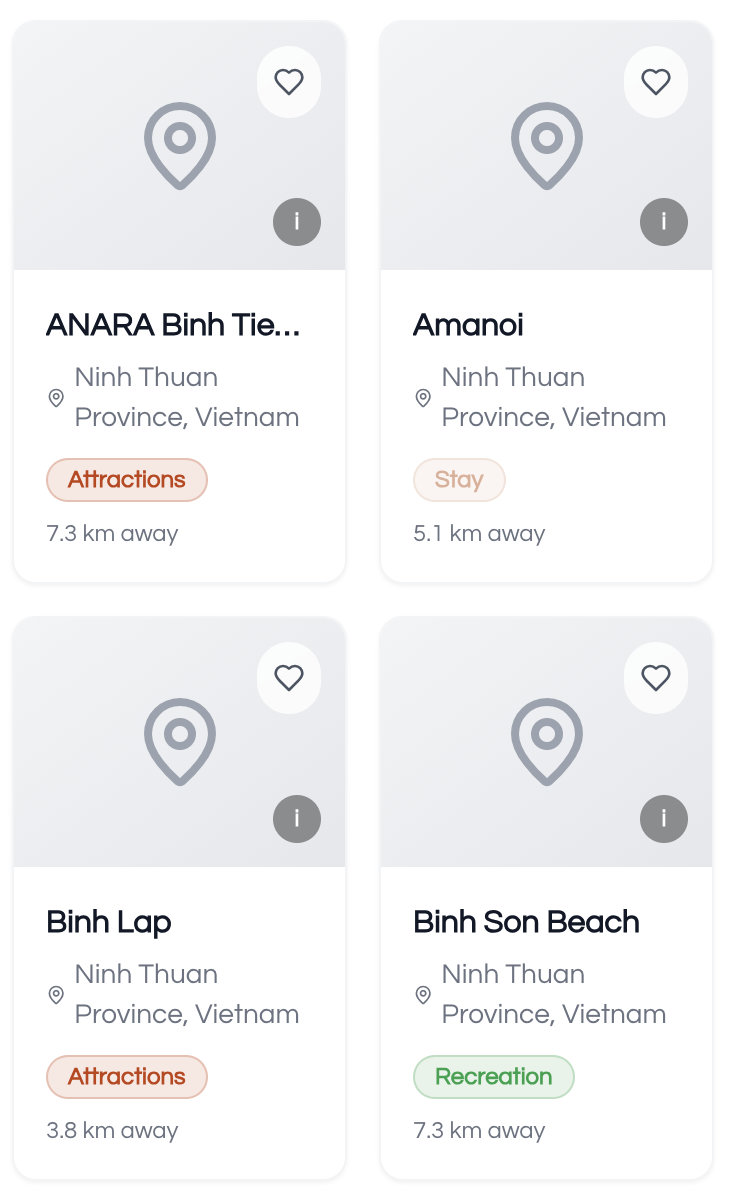 i
ANARA Binh Tie...
Ninh Thuan
Province, Vietnam
Attractions
7.3 km away
i
Amanoi
Ninh Thuan
Province, Vietnam
Stay
5.1 km away
i
Binh Lap
Ninh Thuan
Province, Vietnam
Attractions
3.8 km away
i
Binh Son Beach
Ninh Thuan
Province, Vietnam
Recreation
7.3 km away